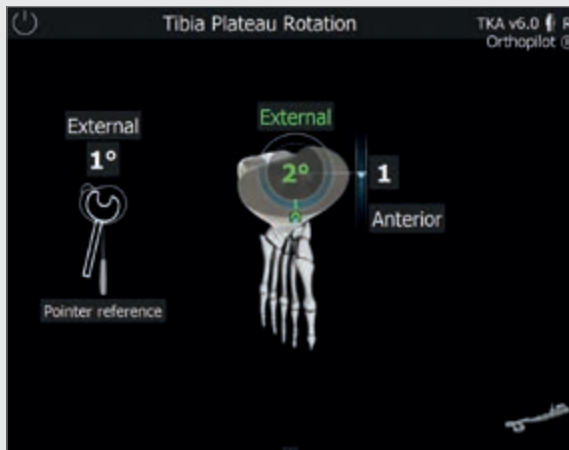 Tibia Plateau Rotation
TKA v6.0 R
Orthopilot ®
External
1°
Pointer reference
External
2°
1
Anterior